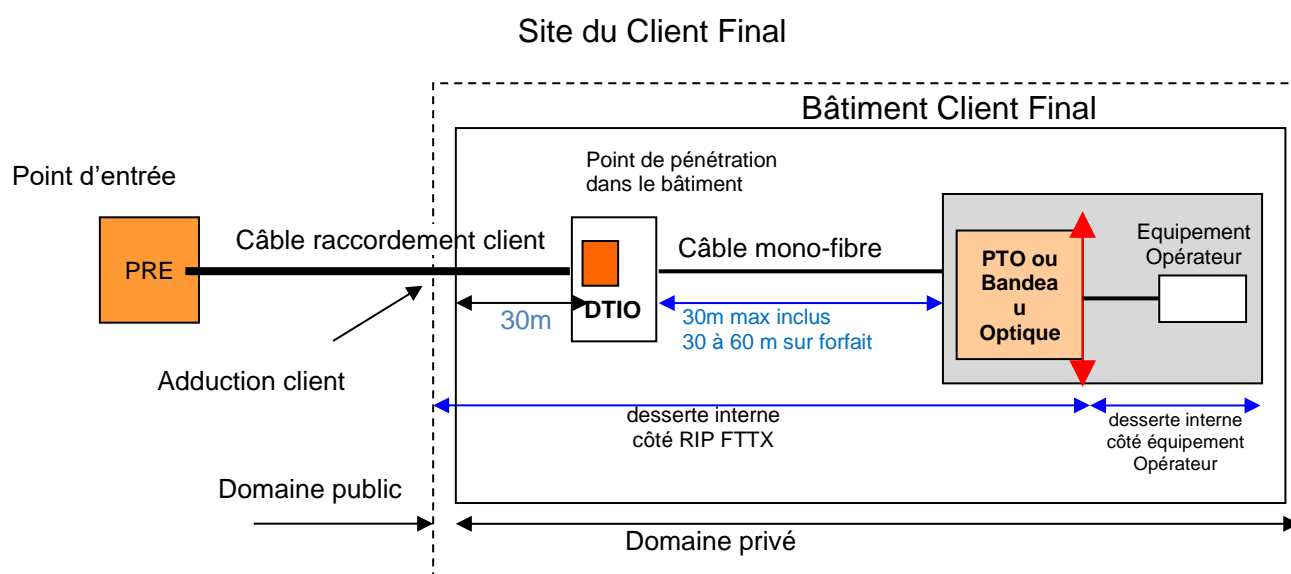 Site du Client Final
Bâtiment Client Final
Point d'entrée
Point de pénétration
dans le bâtiment
PRE
Câble raccordement client
DTIO
30m
Câble mono-fibre
30m max inclus
30 à 60 m sur forfait
PTO ou
Bandea
u
Optique
Equipement
Opérateur
Adduction client
desserte interne
côté RIP FTTX
desserte interne
côté équipement
Opérateur
Domaine public
Domaine privé